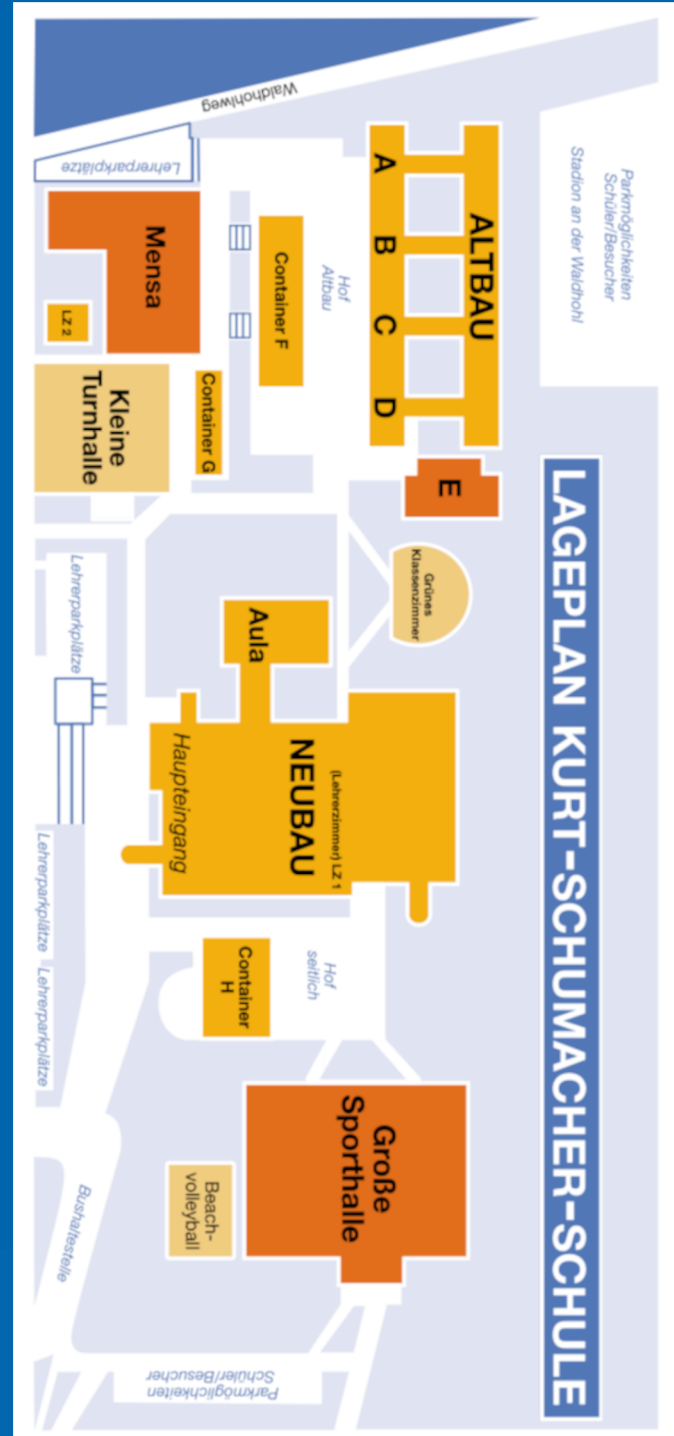 LAGEPLAN KURT-SCHUMACHER-SCHULE
Parkmöglichkeiten
Schüler/Besucher
Stadion an der Waldhohl
ALTBAU
A
B
C
D
E
Hof
Altbau
Container F
Waldhohlweg
Lehrerparkplätze
Mensa
LZ 2
Container G
Kleine
Turnhalle
Grünes
Klassenzimmer
Aula
NEUBAU
(Lehrerzimmer) LZ 1
Haupteingang
Lehrerparkplätze
Lehrerparkplätze
Lehrerparkplätze
Hof
seitlich
Container
H
Große
Sporthalle
Beach-
volleyball
Bushaltestelle
Parkmöglichkeiten
Schüler/Besucher